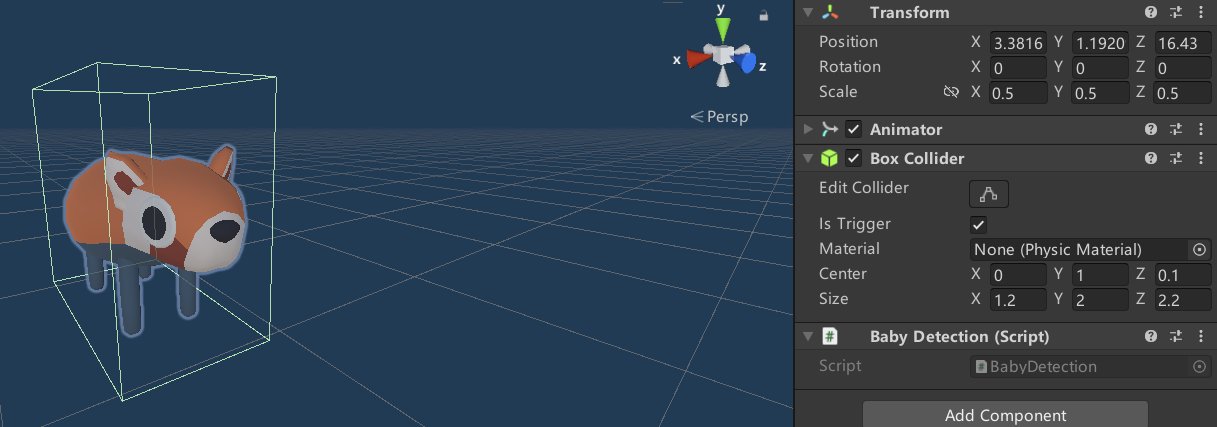 y
x
z
Persp
Transform
Position X 3.3816 Y 1.1920 Z 16.43
Rotation X 0 Y 0 Z 0
Scale X 0.5 Y 0.5 Z 0.5
Animator
Box Collider
Edit Collider
Is Trigger
Material None (Physic Material)
Center X 0 Y 1 Z 0.1
Size X 1.2 Y 2 Z 2.2
# Baby Detection (Script)
Script # BabyDetection
Add Component